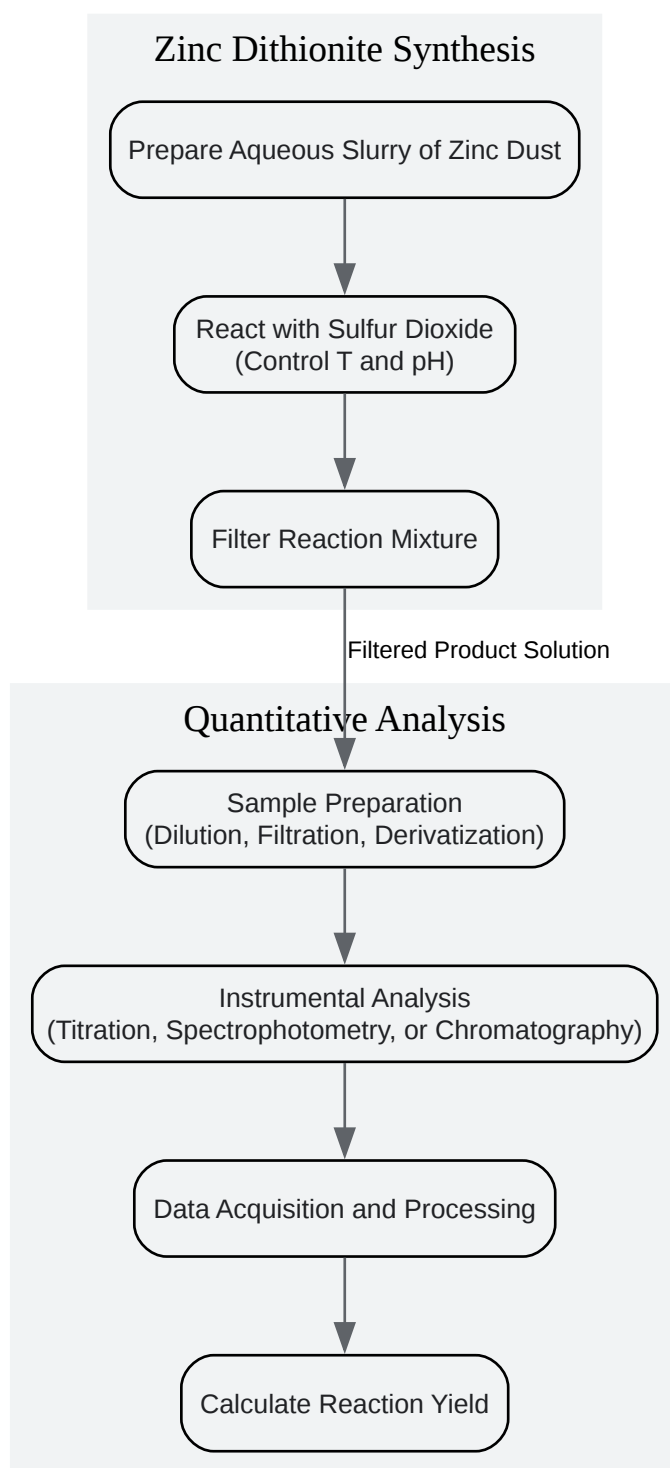 Zinc Dithionite Synthesis
Prepare Aqueous Slurry of Zinc Dust
React with Sulfur Dioxide
(Control T and pH)
Filter Reaction Mixture
Filtered Product Solution
Quantitative Analysis
Sample Preparation
(Dilution, Filtration, Derivatization)
Instrumental Analysis
(Titration, Spectrophotometry, or Chromatography)
Data Acquisition and Processing
Calculate Reaction Yield